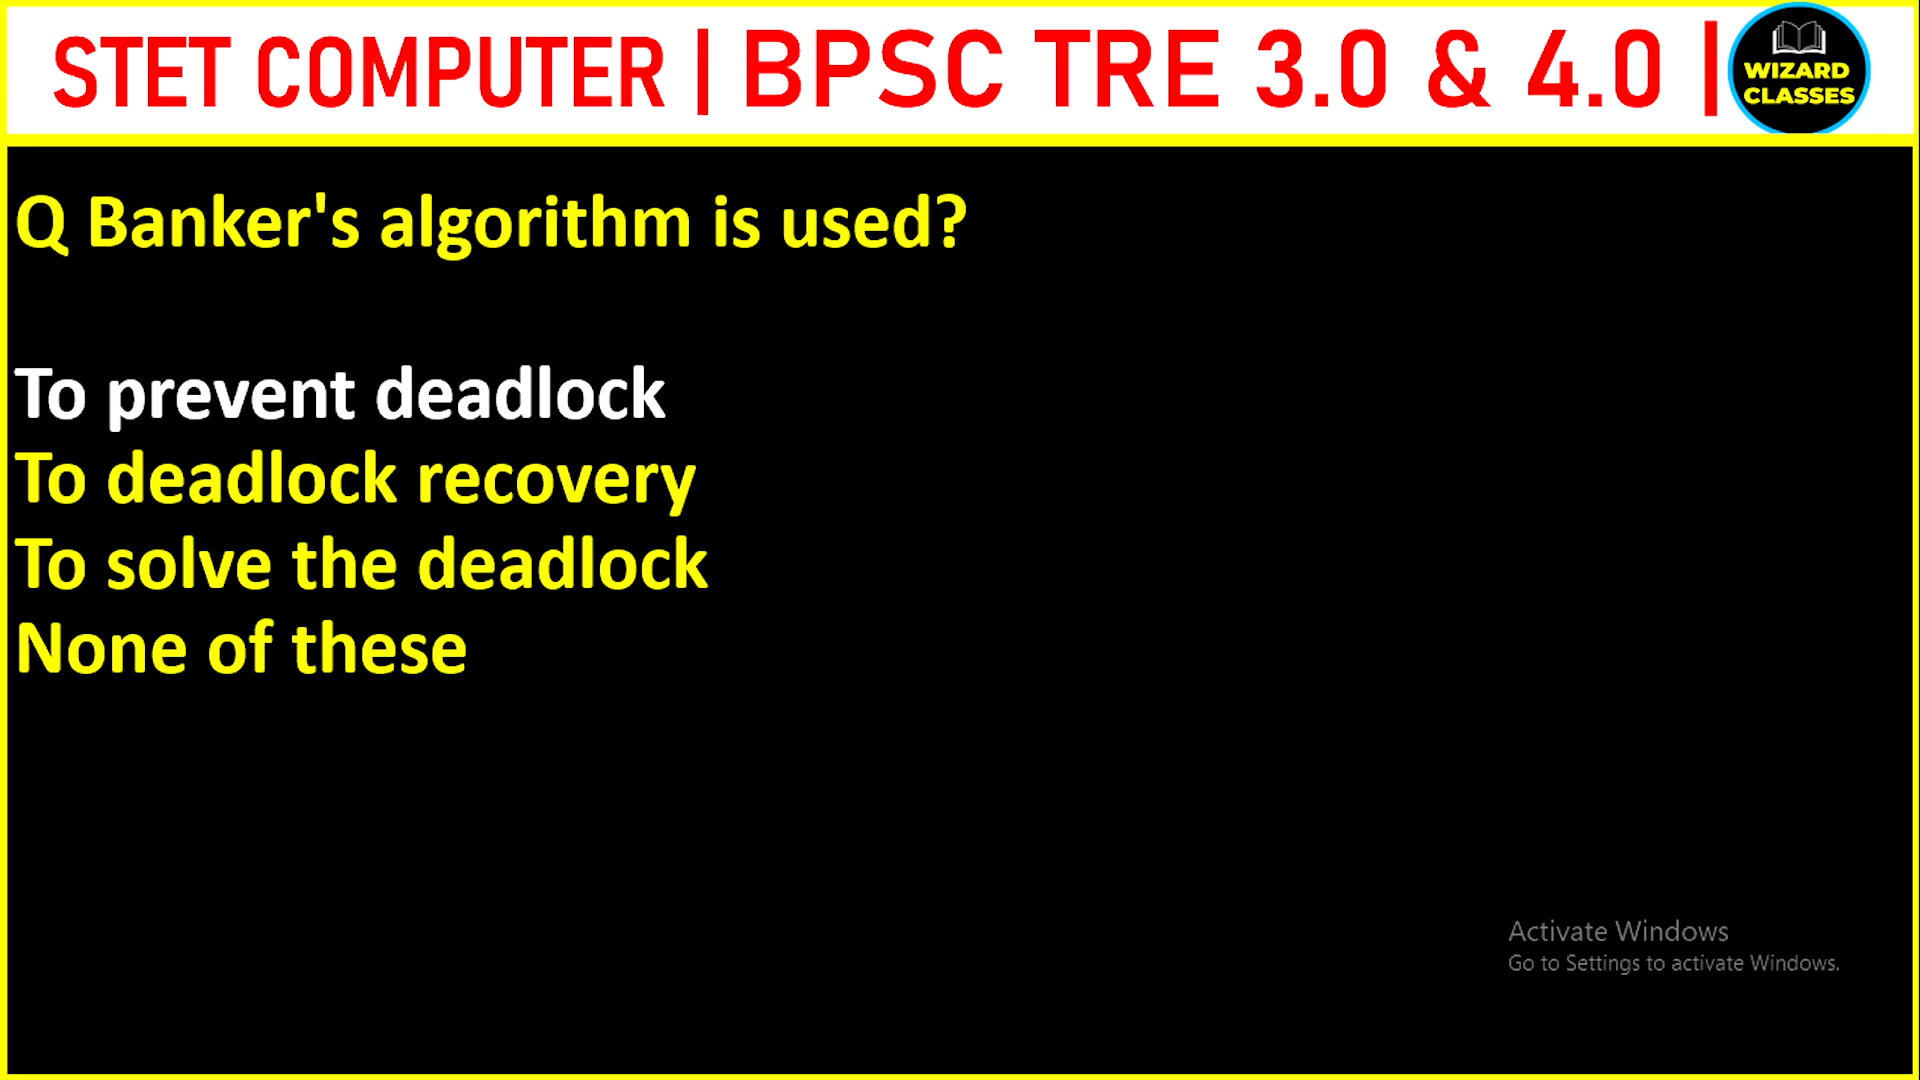 STET COMPUTER | BPSC TRE 3.0 & 4.0 |
WIZARD
CLASSES
Q Banker's algorithm is used?
To prevent deadlock
To deadlock recovery
To solve the deadlock
None of these
Activate Windows
Go to Settings to activate Windows.